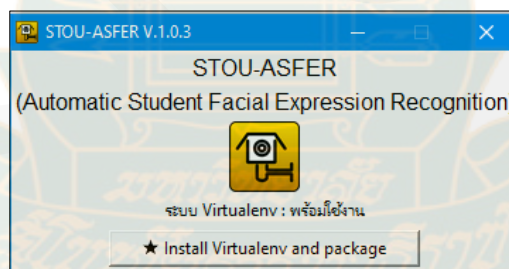 STOU-ASFER V.1.0.3
STOU-ASFER
(Automatic Student Facial Expression Recognition
ระบบ Virtualenv : พร้อมใช้งาน
★ Install Virtualenv and package